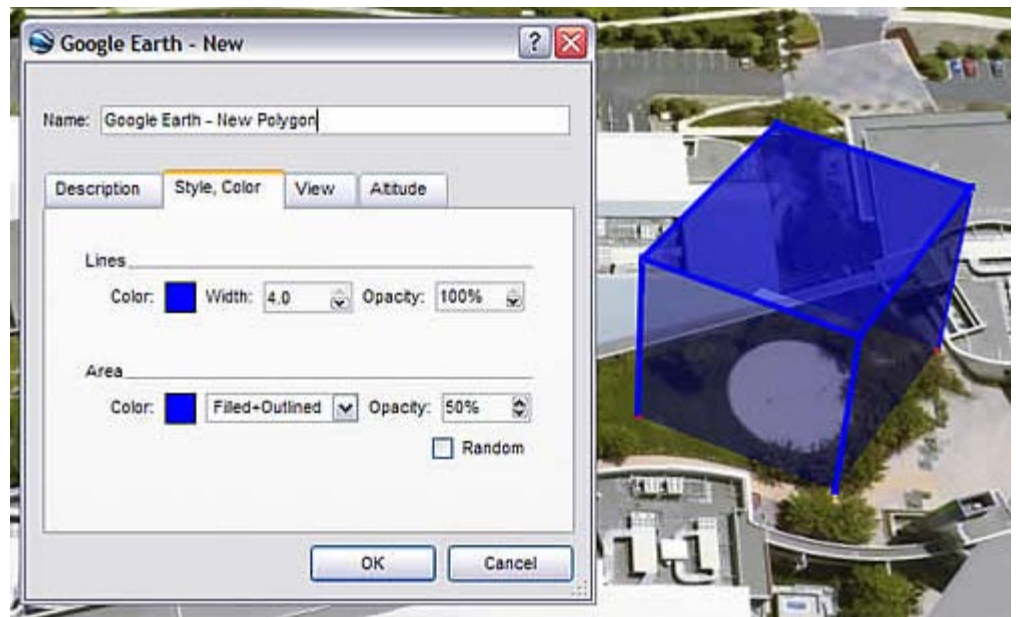 Google Earth - New
Name: Google Earth - New Polygon
Description Style, Color View Altitude
Lines
Color: Width: 4.0 Opacity: 100%
Area
Color: Filled+Outlined Opacity: 50%
Random
OK Cancel